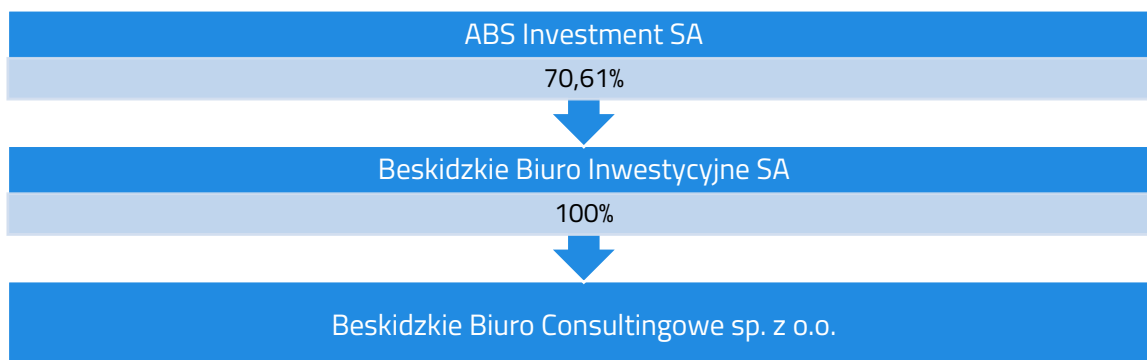 ABS Investment SA
70,61%
Beskidzkie Biuro Inwestycyjne SA
100%
Beskidzkie Biuro Consultingowe sp. z o.o.